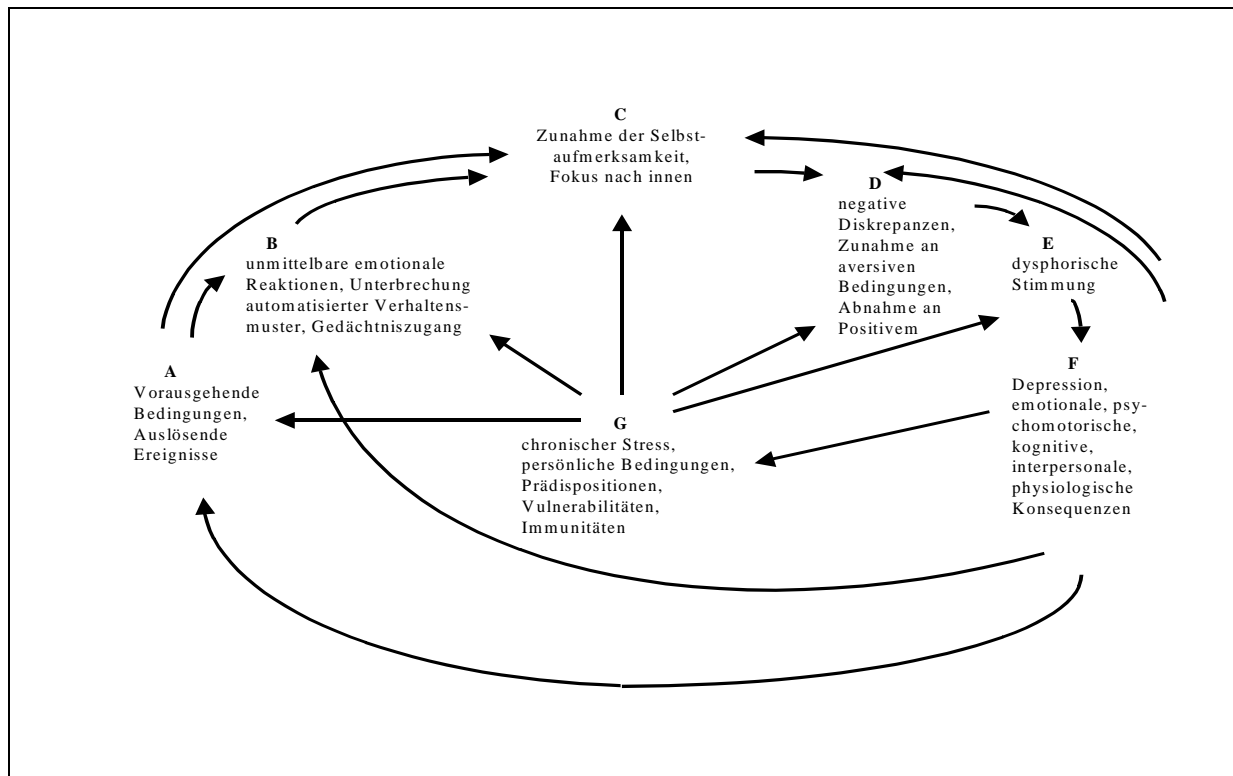 C
Zunahme der Selbst-
aufmerksamkeit,
Fokus nach innen
D
negative
Diskrepanzen,
Zunahme an
aversiven
Bedingungen,
Abnahme an
Positivem
B
unmittelbare emotionale
Reaktionen, Unterbrechung
automatisierter Verhaltens-
muster, Gedächtniszugang
E
dysphorische
Stimmung
A
Vorausgehende
Bedingungen,
Auslösende
Ereignisse
F
Depression,
emotionale, psy-
chomotorische,
kognitive,
interpersonale,
physiologische
Konsequenzen
G
chronischer Stress,
persönliche Bedingungen,
Prädispositionen,
Vulnerabilitäten,
Immunitäten